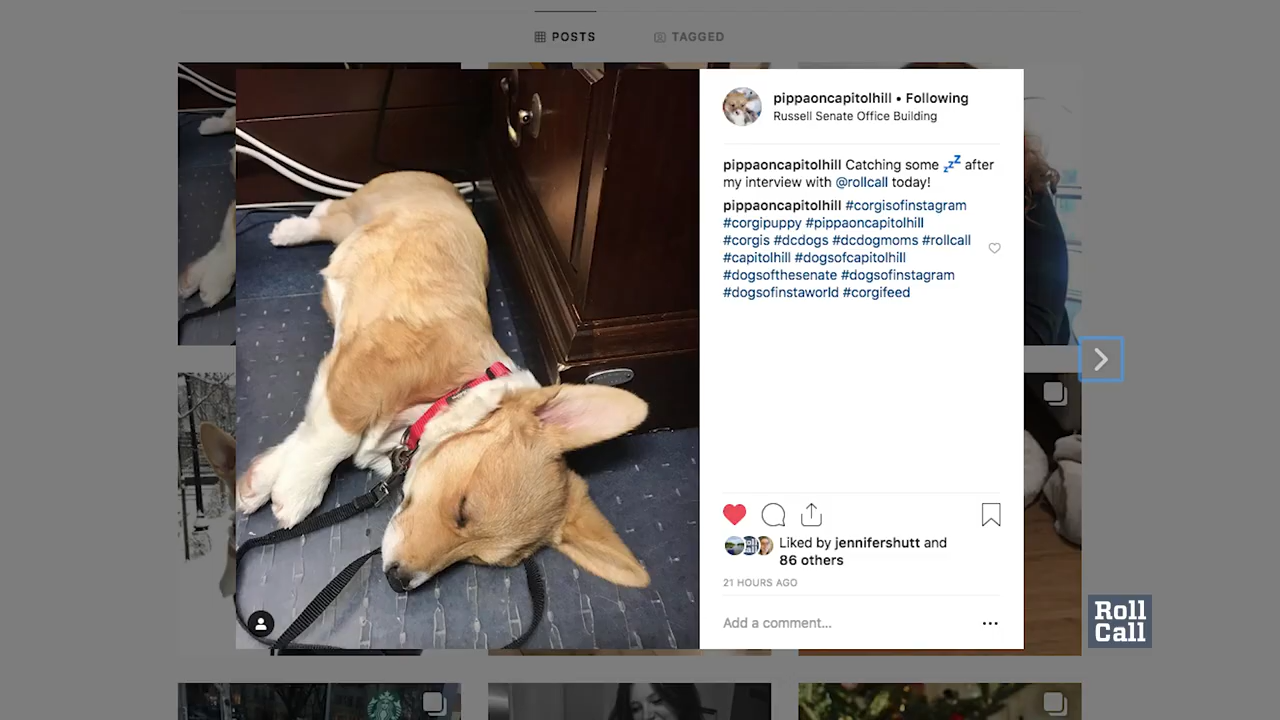 POSTS
TAGGED
pippaoncapitolhill • Following
Russell Senate Office Building
pippaoncapitolhill Catching some 💤 after
my interview with @rollcall today!
pippaoncapitolhill #corgisofinstagram
#corgipuppy #pippaoncapitolhill
#corgis #dcdogs #dcdogmoms #rollcall
#capitolhill #dogsofcapitolhill
#dogsofthesenate #dogsofinstagram
#dogsofinstaworld #corgifeed
Liked by jennifershutt and
86 others
21 HOURS AGO
Add a comment...
Roll
Call